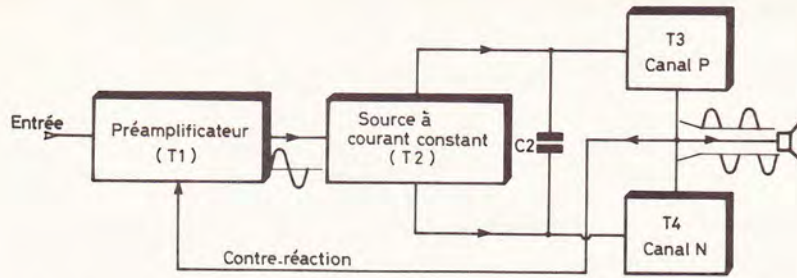 Entrée
Préamplificateur
(T1)
Source à
courant constant
(T2)
C2
T3
Canal P
T4
Canal N
Contre.réaction